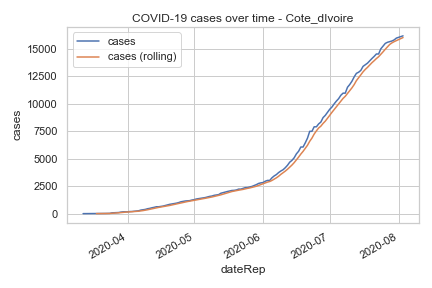 COVID-19 cases over time - Cote_dIvoire
cases
cases (rolling)
cases
15000
12500
10000
7500
5000
2500
0
2020-04
2020-05
2020-06
2020-07
2020-08
dateRep